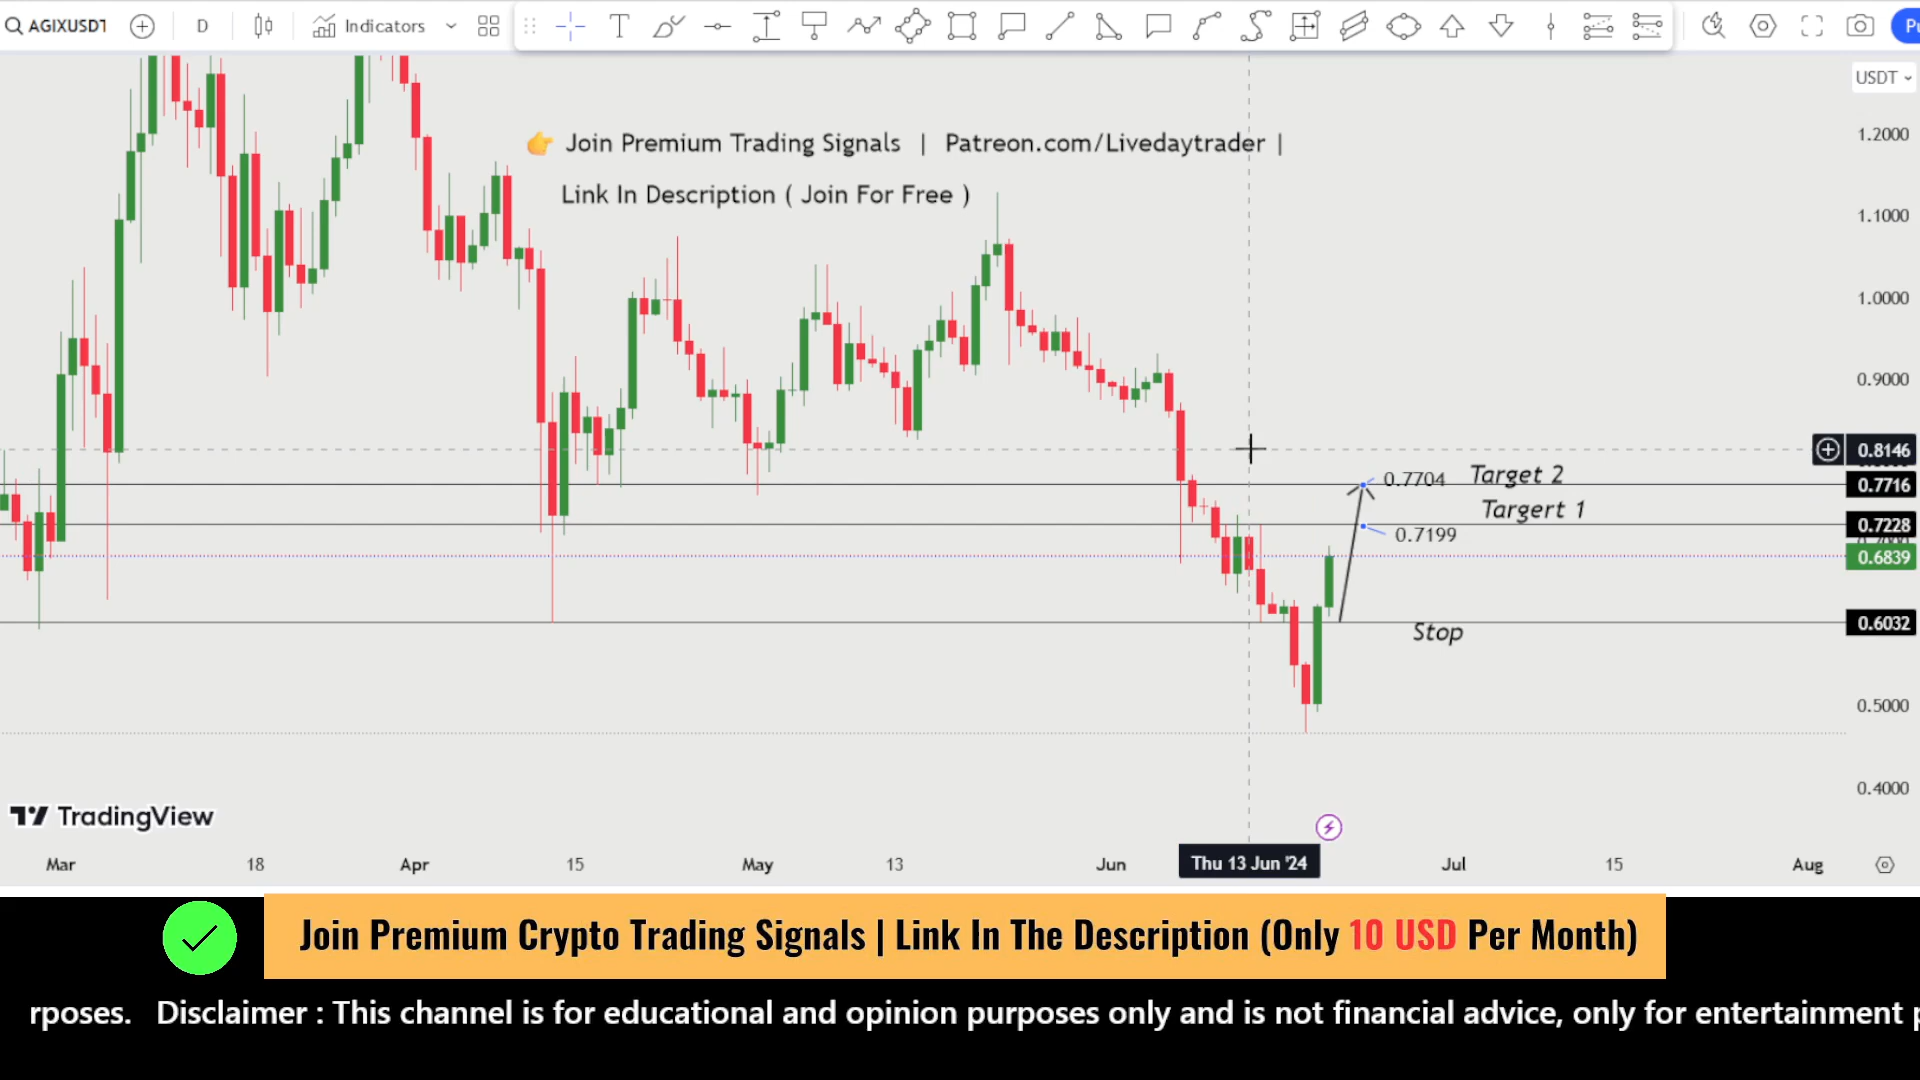 AGIXUSDT
D
Indicators
Pu
USDT
👉 Join Premium Trading Signals | Patreon.com/Livedaytrader |
Link In Description ( Join For Free )
1.2000
1.1000
1.0000
0.9000
0.8146
0.7704 Target 2
0.7716
Targert 1
0.7228
0.7199
0.6839
0.6032
Stop
0.5000
0.4000
TradingView
Mar 18 Apr 15 May 13 Jun Thu 13 Jun '24 Jul 15 Aug
Join Premium Crypto Trading Signals | Link In The Description (Only 10 USD Per Month)
rposes. Disclaimer : This channel is for educational and opinion purposes only and is not financial advice, only for entertainment p